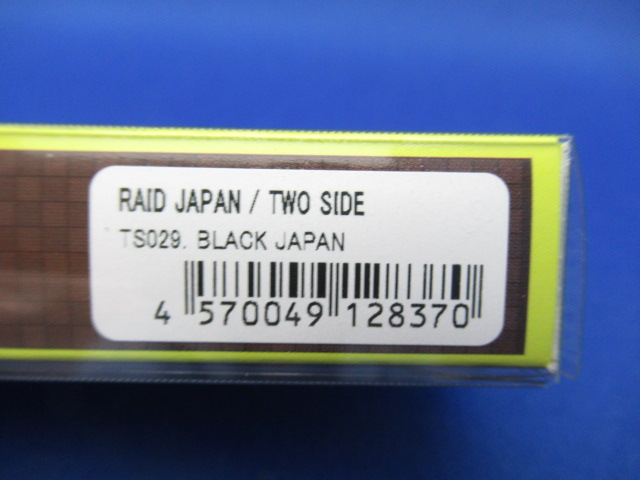 RAID JAPAN / TWO SIDE
TS029. BLACK JAPAN
4 570049 128370